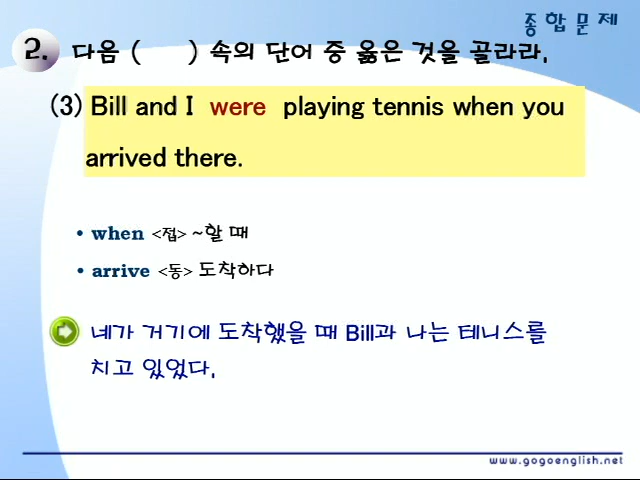 종합문제
2. 다음 (      ) 속의 단어 중 옳은 것을 골라라.
(3) Bill and I were playing tennis when you
arrived there.
• when <접> ~할 때
• arrive <동> 도착하다
네가 거기에 도착했을 때 Bill과 나는 테니스를
치고 있었다.
www.gogoenglish.net